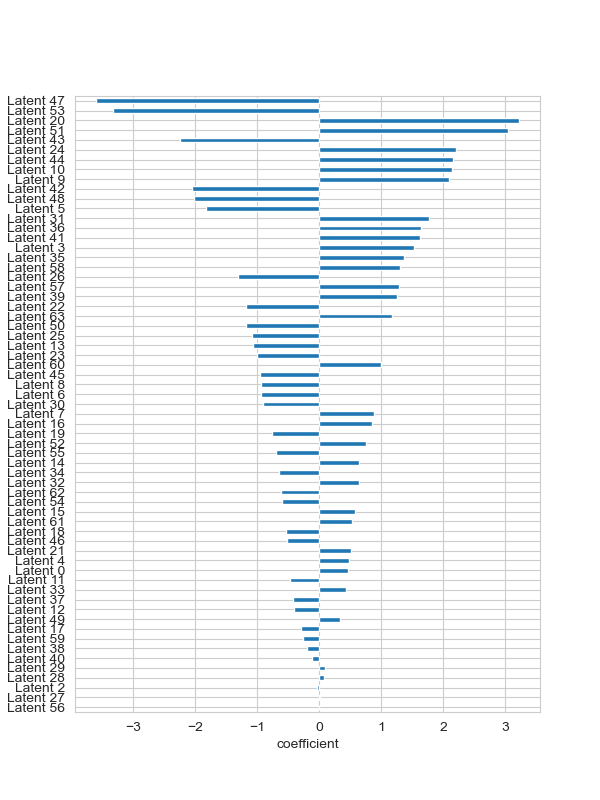 Latent 47
Latent 53
Latent 20
Latent 51
Latent 43
Latent 24
Latent 44
Latent 10
Latent 9
Latent 42
Latent 48
Latent 5
Latent 31
Latent 36
Latent 41
Latent 3
Latent 35
Latent 58
Latent 26
Latent 57
Latent 39
Latent 22
Latent 63
Latent 50
Latent 25
Latent 13
Latent 23
Latent 60
Latent 45
Latent 8
Latent 6
Latent 30
Latent 7
Latent 16
Latent 19
Latent 52
Latent 55
Latent 14
Latent 34
Latent 32
Latent 62
Latent 54
Latent 15
Latent 61
Latent 18
Latent 46
Latent 21
Latent 4
Latent 0
Latent 11
Latent 33
Latent 37
Latent 12
Latent 49
Latent 17
Latent 59
Latent 38
Latent 40
Latent 29
Latent 28
Latent 2
Latent 27
Latent 56
−3 −2 −1 0 1 2 3
coefficient